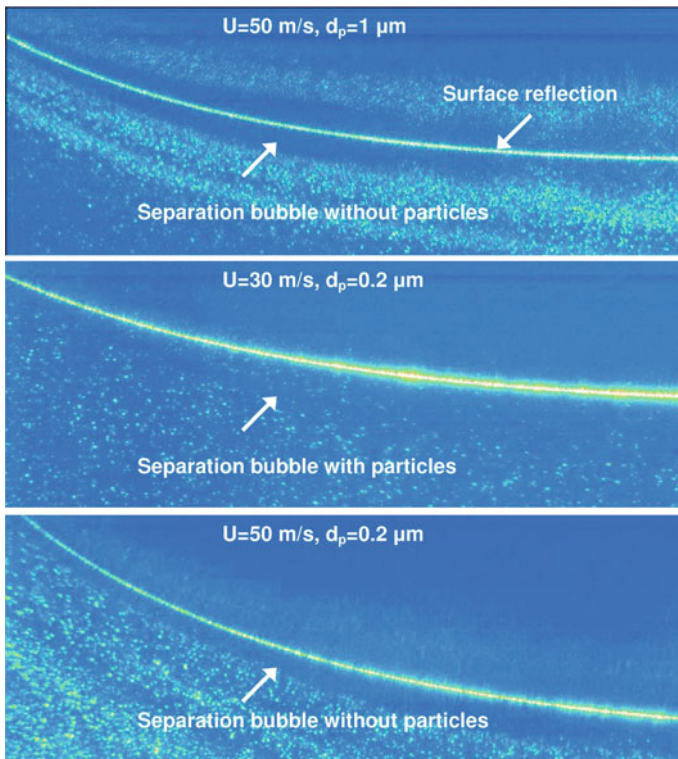 U=50 m/s, dₚ=1 µm
Surface reflection
Separation bubble without particles
U=30 m/s, dₚ=0.2 µm
Separation bubble with particles
U=50 m/s, dₚ=0.2 µm
Separation bubble without particles